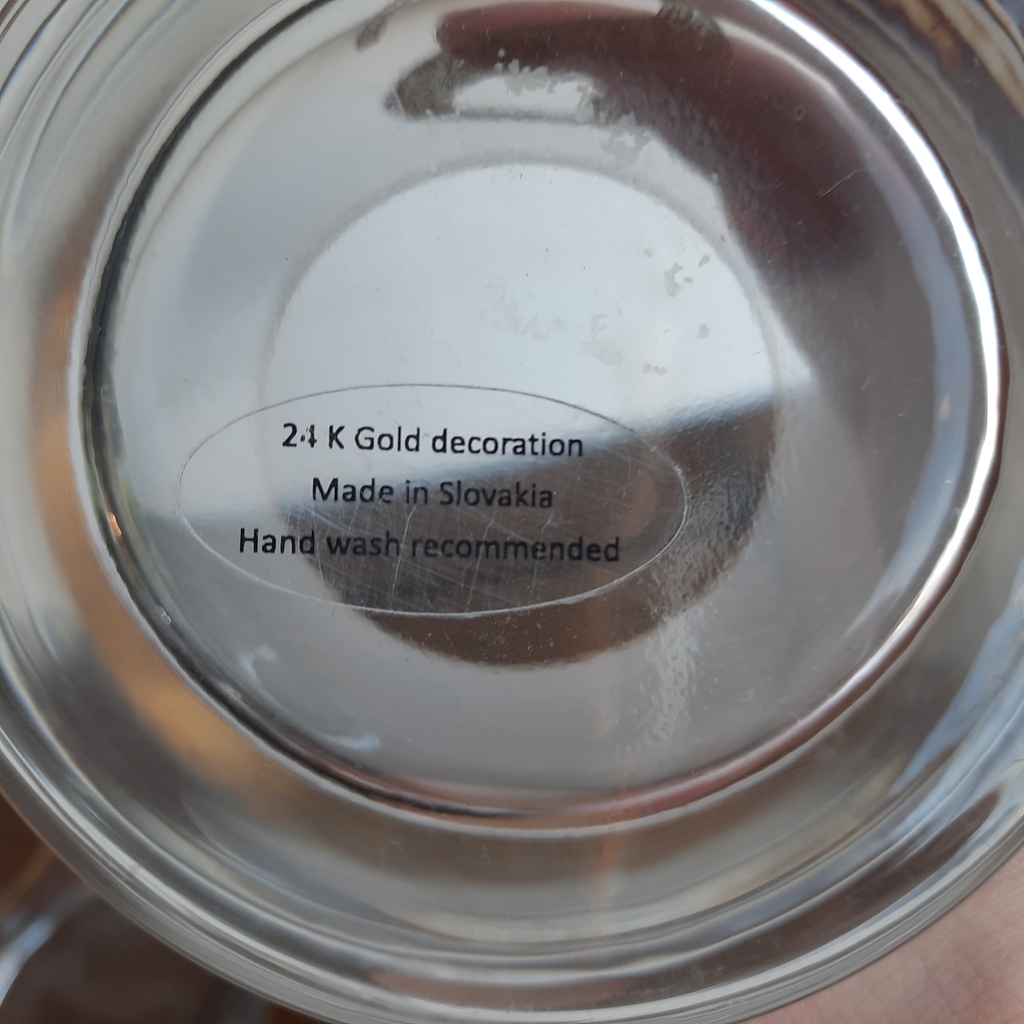 24 K Gold decoration
Made in Slovakia
Hand wash recommended